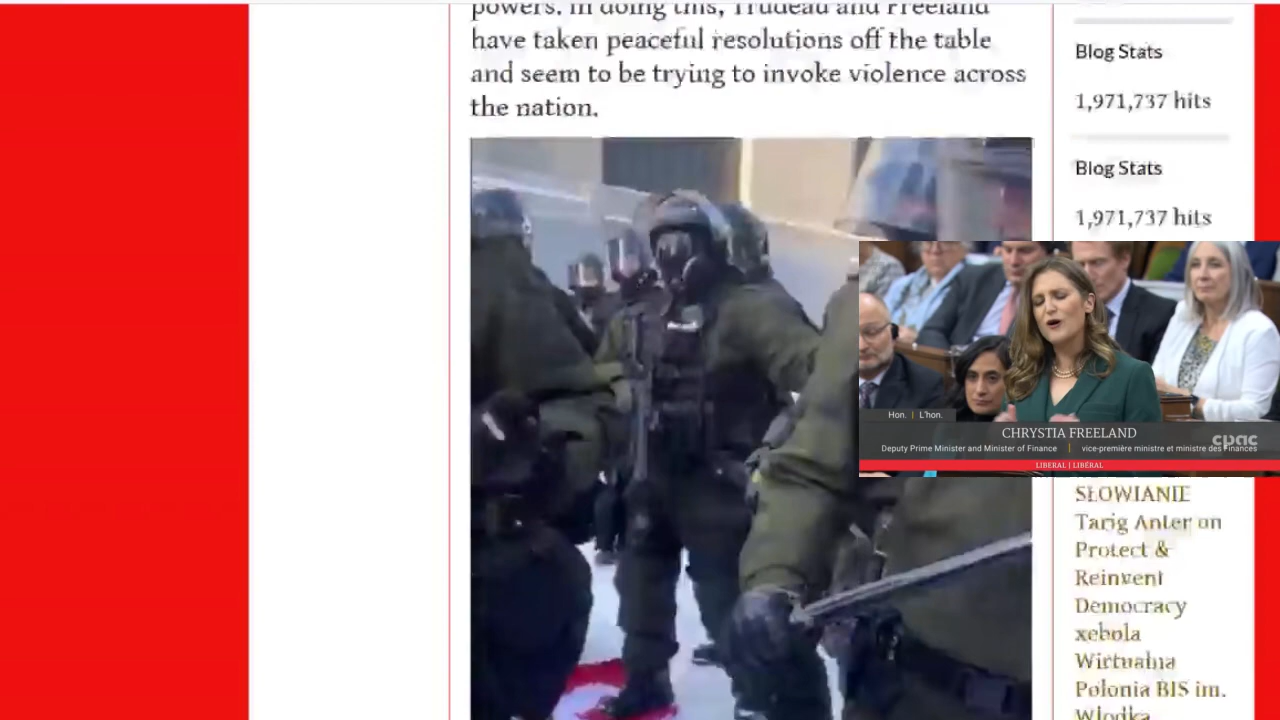 powers. In doing this, Trudeau and Freeland
have taken peaceful resolutions off the table
and seem to be trying to invoke violence across
the nation.
Blog Stats
1,971,737 hits
Blog Stats
1,971,737 hits
Hon. | L'hon.
CHRYSTIA FREELAND
cpac
Deputy Prime Minister and Minister of Finance | vice-première ministre et ministre des Finances
LIBERAL | LIBÉRAL
SŁOWIANIE
Tarig Anter on
Protect &
Reinvent
Democracy
xebola
Wirtualna
Polonia BIS im.
Włodka